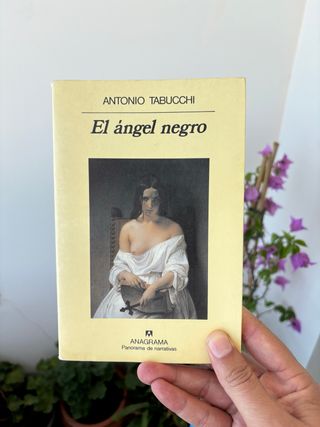 ANTONIO TABUCCHI
El ángel negro
ANAGRAMA
Panorama de narrativas